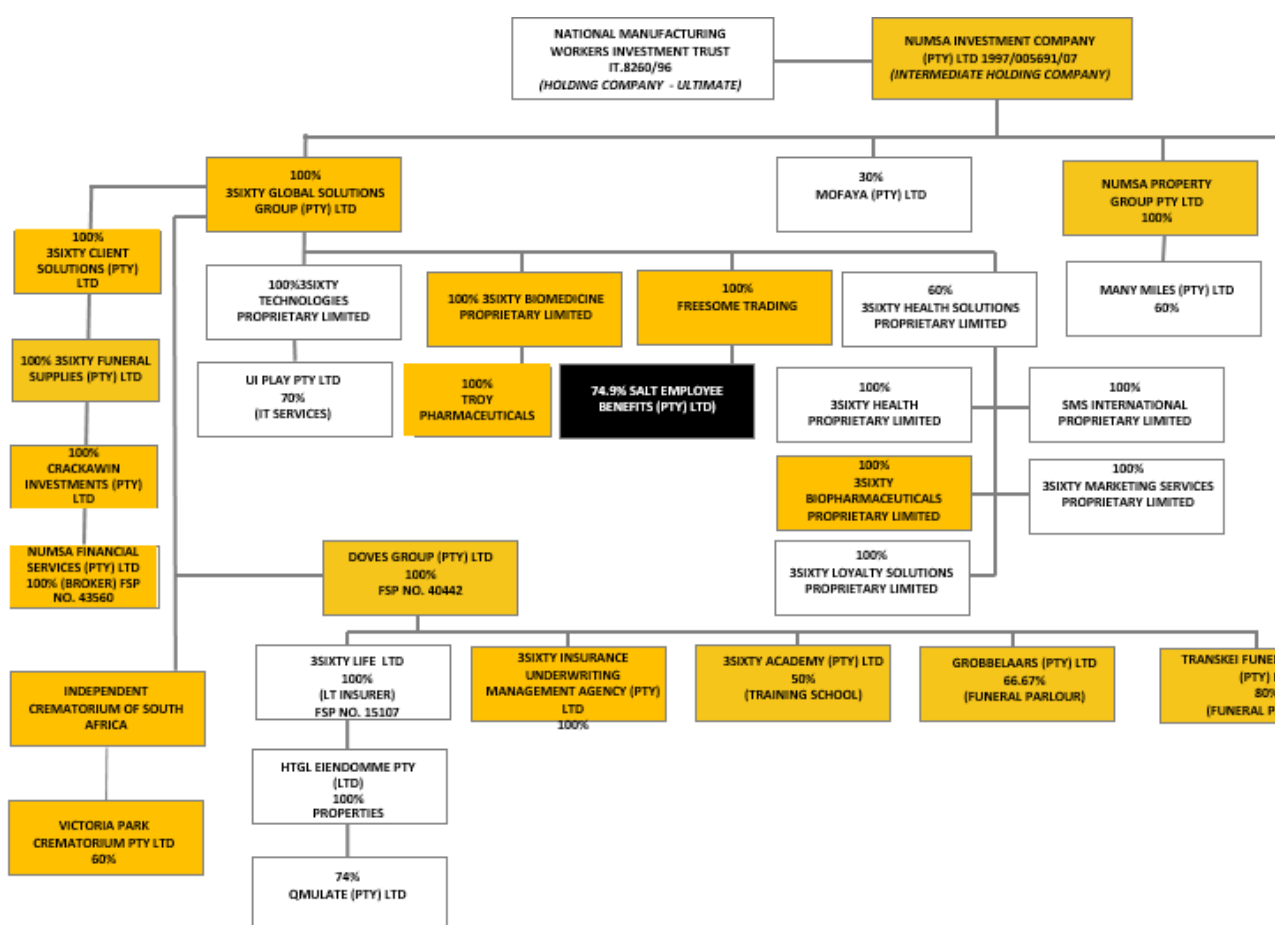 NATIONAL MANUFACTURING
WORKERS INVESTMENT TRUST
IT.8260/96
(HOLDING COMPANY - ULTIMATE)
NUMSA INVESTMENT COMPANY
(PTY) LTD 1997/005691/07
(INTERMEDIATE HOLDING COMPANY)
100%
3SIXTY GLOBAL SOLUTIONS
GROUP (PTY) LTD
30%
MOFAYA (PTY) LTD
NUMSA PROPERTY
GROUP PTY LTD
100%
100%
3SIXTY CLIENT
SOLUTIONS (PTY)
LTD
100%3SIXTY
TECHNOLOGIES
PROPRIETARY LIMITED
100% 3SIXTY BIOMEDICINE
PROPRIETARY LIMITED
100%
FREESOME TRADING
60%
3SIXTY HEALTH SOLUTIONS
PROPRIETARY LIMITED
MANY MILES (PTY) LTD
60%
100% 3SIXTY FUNERAL
SUPPLIES (PTY) LTD
UI PLAY PTY LTD
70%
(IT SERVICES)
100%
TROY
PHARMACEUTICALS
74.9% SALT EMPLOYEE
BENEFITS (PTY) LTD)
100%
3SIXTY HEALTH
PROPRIETARY LIMITED
100%
SMS INTERNATIONAL
PROPRIETARY LIMITED
100%
CRACKAWIN
INVESTMENTS (PTY)
LTD
100%
3SIXTY
BIOPHARMACEUTICALS
PROPRIETARY LIMITED
100%
3SIXTY MARKETING SERVICES
PROPRIETARY LIMITED
NUMSA FINANCIAL
SERVICES (PTY) LTD
100% (BROKER) FSP
NO. 43560
DOVES GROUP (PTY) LTD
100%
FSP NO. 40442
100%
3SIXTY LOYALTY SOLUTIONS
PROPRIETARY LIMITED
3SIXTY LIFE LTD
100%
(LT INSURER)
FSP NO. 15107
3SIXTY INSURANCE
UNDERWRITING
MANAGEMENT AGENCY (PTY)
LTD
100%
3SIXTY ACADEMY (PTY) LTD
50%
(TRAINING SCHOOL)
GROBBELAARS (PTY) LTD
66.67%
(FUNERAL PARLOUR)
TRANSKEI FUNE
(PTY)
80%
(FUNERAL P
INDEPENDENT
CREMATORIUM OF SOUTH
AFRICA
HTGL EIENDOMME PTY
(LTD)
100%
PROPERTIES
VICTORIA PARK
CREMATORIUM PTY LTD
60%
74%
QMULATE (PTY) LTD